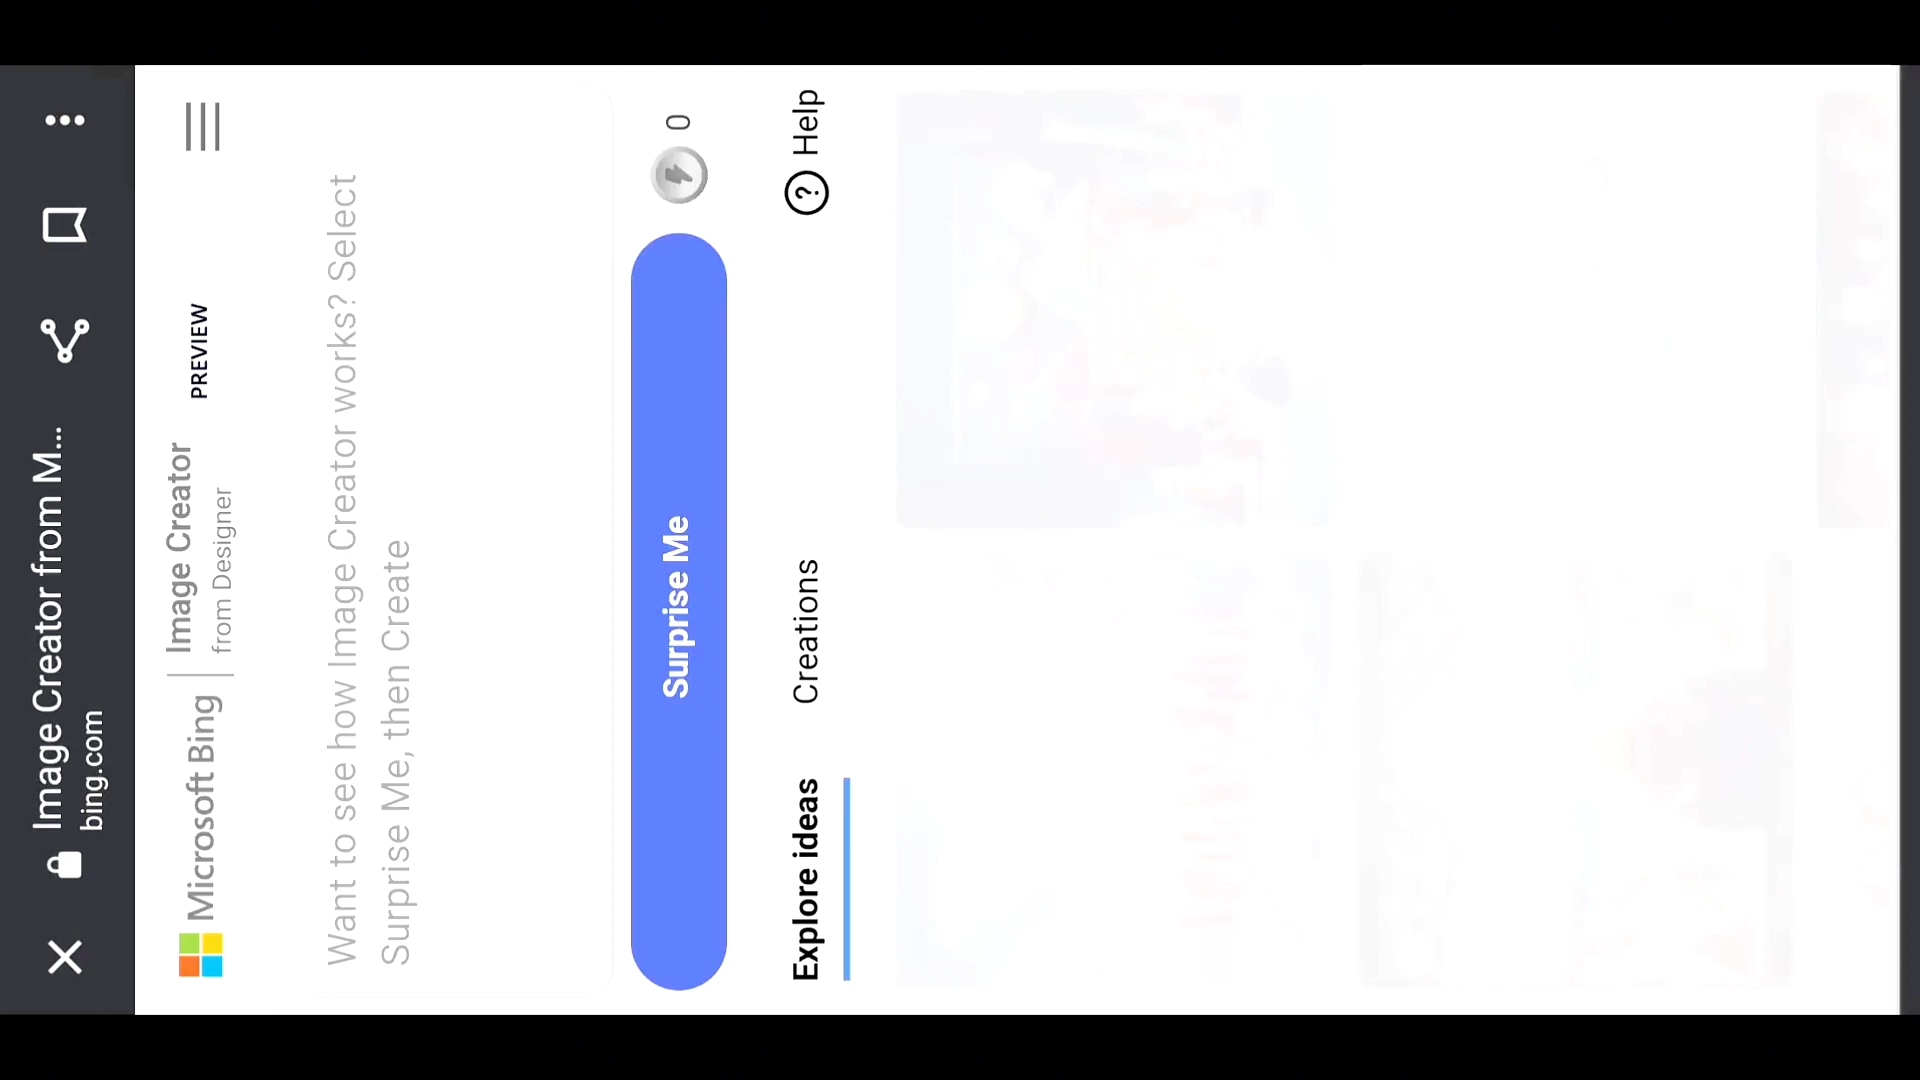 Image Creator from M...
bing.com
Microsoft Bing
Image Creator
from Designer
PREVIEW
Want to see how Image Creator works? Select
Surprise Me, then Create
Surprise Me
0
Explore ideas
Creations
? Help